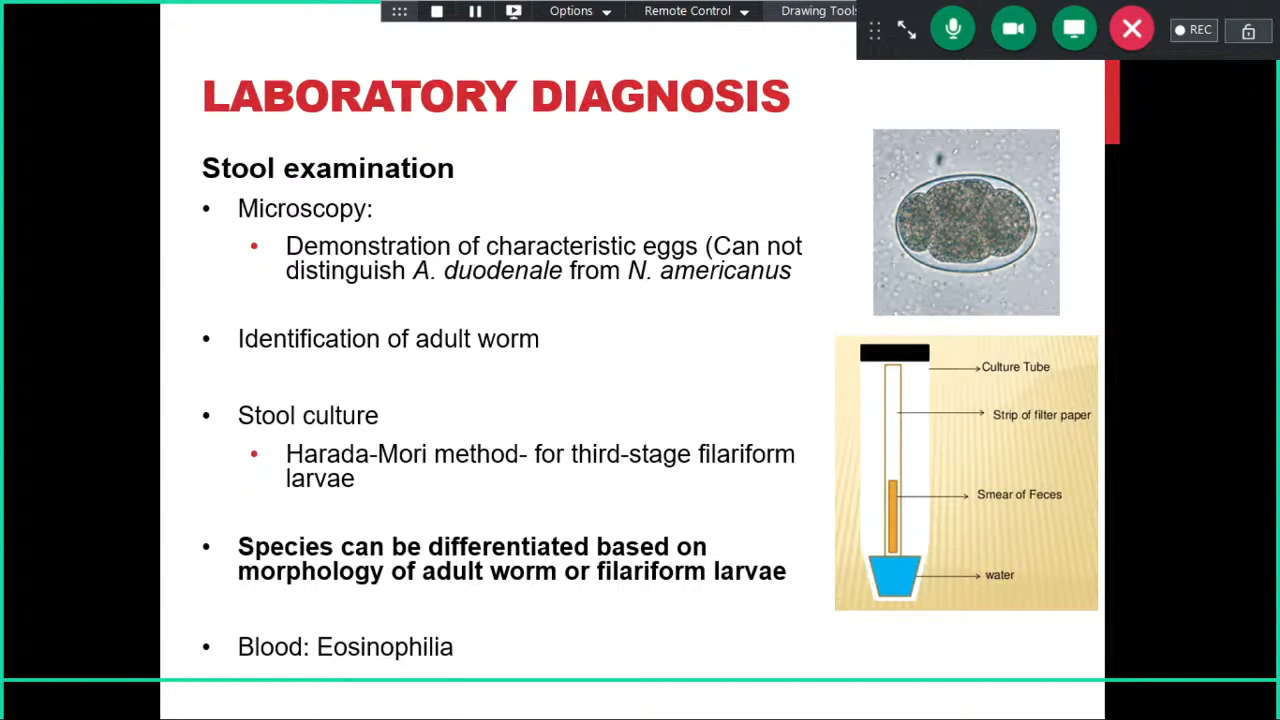 Options
Remote Control
Drawing Tools
REC
LABORATORY DIAGNOSIS
Stool examination
• Microscopy:
• Demonstration of characteristic eggs (Can not
distinguish A. duodenale from N. americanus
• Identification of adult worm
• Stool culture
• Harada-Mori method- for third-stage filariform
larvae
• Species can be differentiated based on
morphology of adult worm or filariform larvae
• Blood: Eosinophilia
Culture Tube
Strip of filter paper
Smear of Feces
water